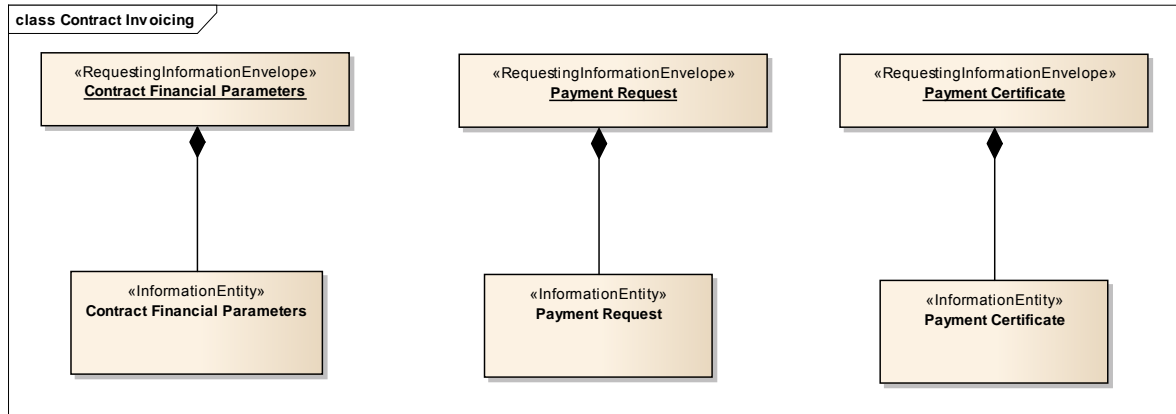 class Contract Invoicing
«RequestingInformationEnvelope»
Contract Financial Parameters
«RequestingInformationEnvelope»
Payment Request
«RequestingInformationEnvelope»
Payment Certificate
«InformationEntity»
Contract Financial Parameters
«InformationEntity»
Payment Request
«InformationEntity»
Payment Certificate